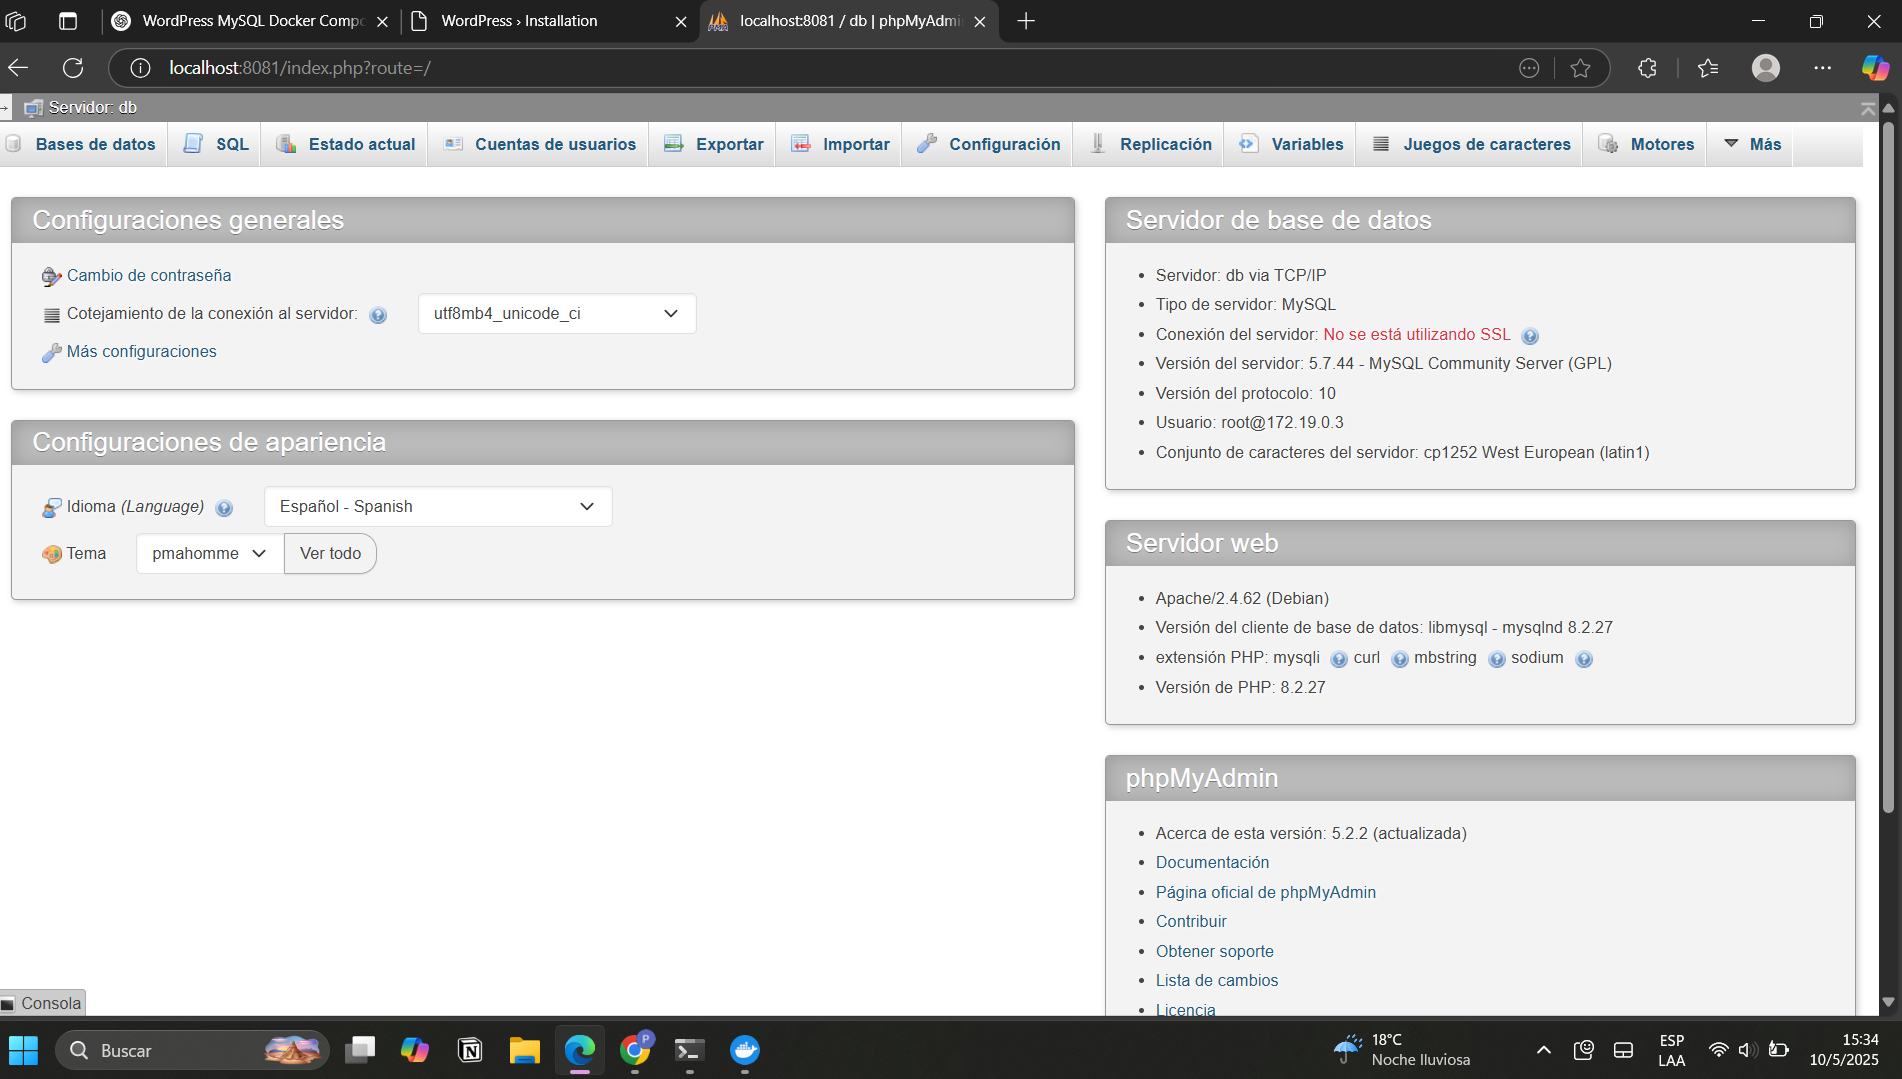 WordPress MySQL Docker Compo
WordPress › Installation
localhost:8081 / db | phpMyAdmi
localhost:8081/index.php?route=/
Servidor: db
Bases de datos
SQL
Estado actual
Cuentas de usuarios
Exportar
Importar
Configuración
Replicación
Variables
Juegos de caracteres
Motores
Más
Configuraciones generales
Cambio de contraseña
Cotejamiento de la conexión al servidor:
utf8mb4_unicode_ci
Más configuraciones
Configuraciones de apariencia
Idioma (Language)
Español - Spanish
Tema
pmahomme
Ver todo
Servidor de base de datos
• Servidor: db via TCP/IP
• Tipo de servidor: MySQL
• Conexión del servidor: No se está utilizando SSL
• Versión del servidor: 5.7.44 - MySQL Community Server (GPL)
• Versión del protocolo: 10
• Usuario: root@172.19.0.3
• Conjunto de caracteres del servidor: cp1252 West European (latin1)
Servidor web
• Apache/2.4.62 (Debian)
• Versión del cliente de base de datos: libmysql - mysqlnd 8.2.27
• extensión PHP: mysqli curl mbstring sodium
• Versión de PHP: 8.2.27
phpMyAdmin
• Acerca de esta versión: 5.2.2 (actualizada)
• Documentación
• Página oficial de phpMyAdmin
• Contribuir
• Obtener soporte
• Lista de cambios
• Licencia
Consola
Buscar
P
18°C
Noche lluviosa
ESP
LAA
15:34
10/5/2025